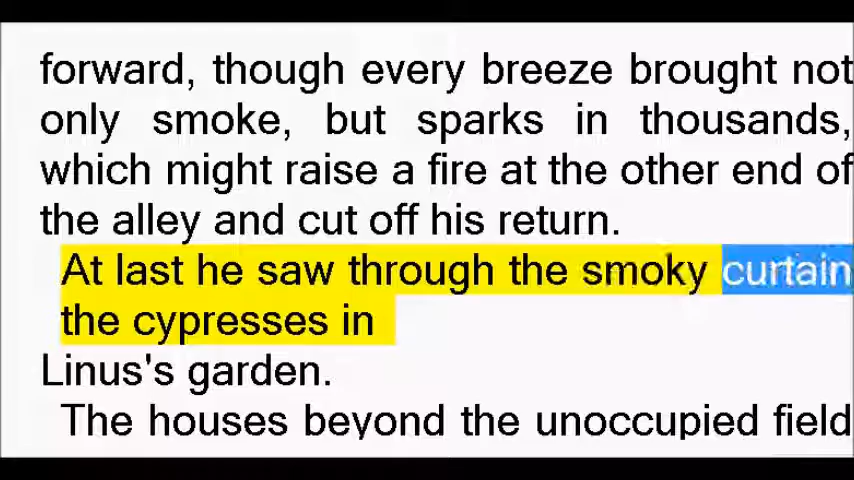 forward, though every breeze brought not
only smoke, but sparks in thousands,
which might raise a fire at the other end of
the alley and cut off his return.
At last he saw through the smoky curtain
the cypresses in
Linus's garden.
The houses beyond the unoccupied field